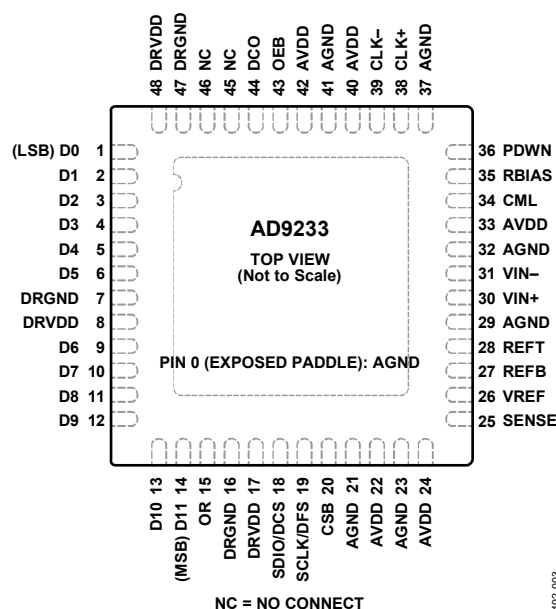 48 DRVDD
47 DRGND
46 NC
45 NC
44 DCO
43 OEB
42 AVDD
41 AGND
40 AVDD
39 CLK–
38 CLK+
37 AGND
(LSB) D0 1
D1 2
D2 3
D3 4
D4 5
D5 6
DRGND 7
DRVDD 8
D6 9
D7 10
D8 11
D9 12
AD9233
TOP VIEW
(Not to Scale)
PIN 0 (EXPOSED PADDLE): AGND
36 PDWN
35 RBIAS
34 CML
33 AVDD
32 AGND
31 VIN–
30 VIN+
29 AGND
28 REFT
27 REFB
26 VREF
25 SENSE
D10 13
(MSB) D11 14
OR 15
DRGND 16
DRVDD 17
SDIO/DCS 18
SCLK/DFS 19
CSB 20
AGND 21
AVDD 22
AGND 23
AVDD 24
NC = NO CONNECT